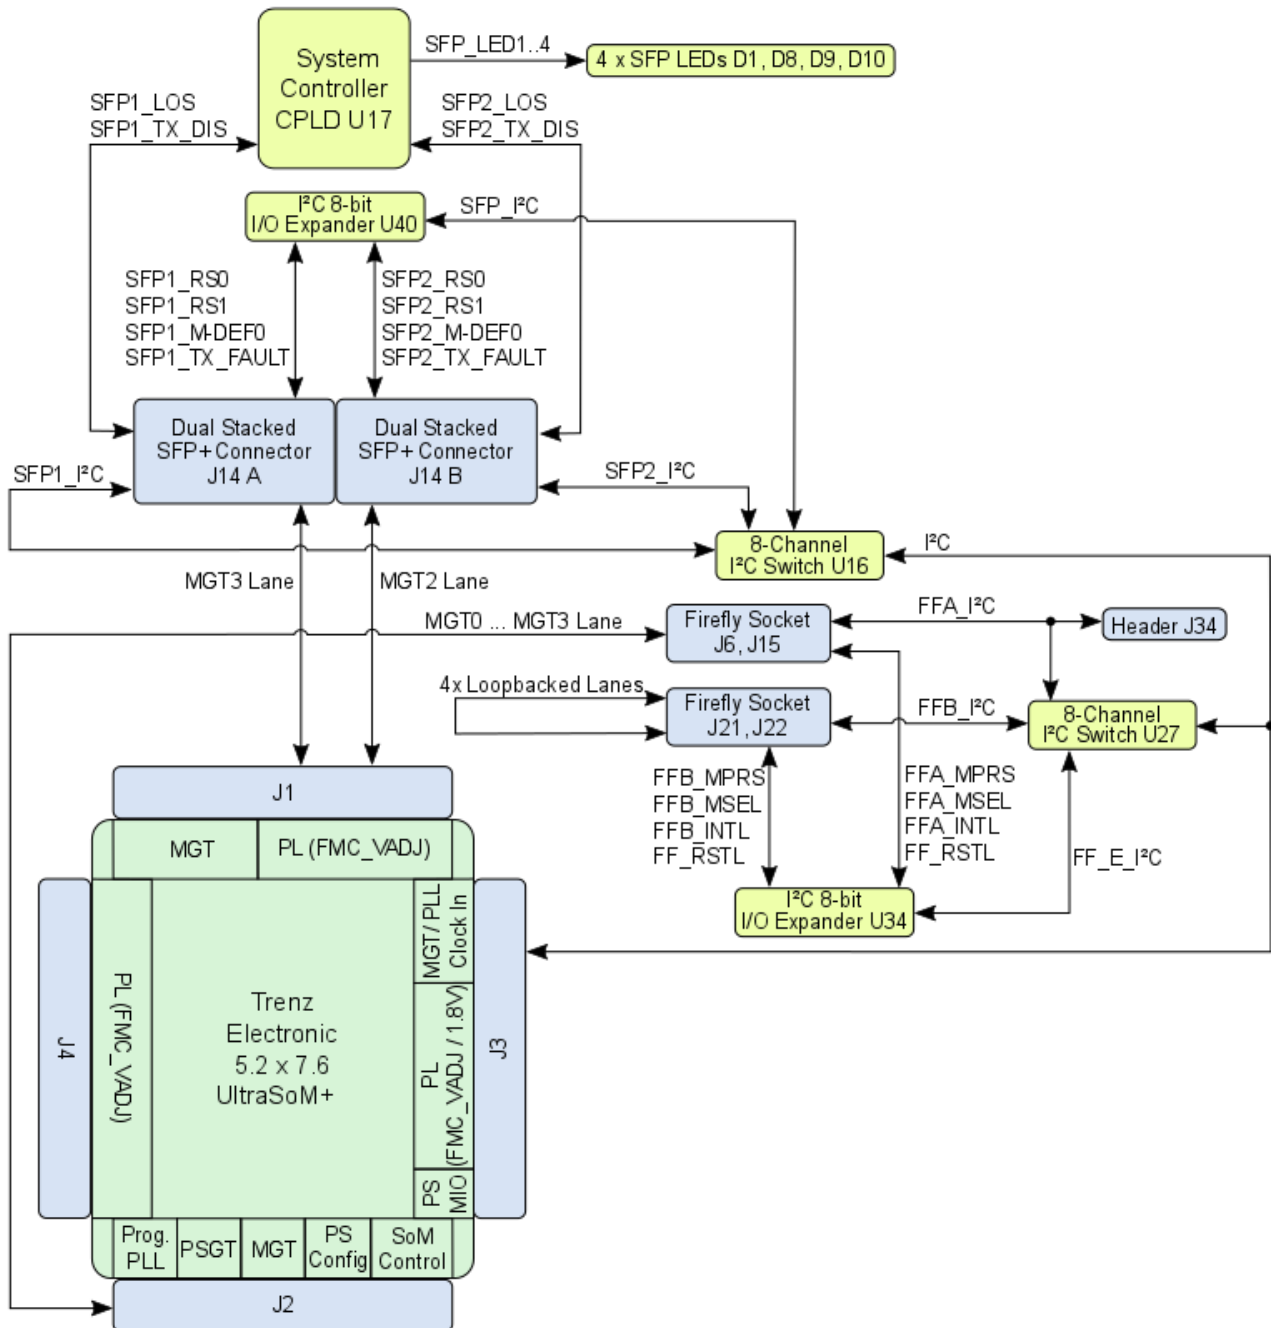 System
Controller
CPLD U17
SFP_LED1..4
4 x SFP LEDs D1, D8, D9, D10
SFP1_LOS
SFP1_TX_DIS
SFP2_LOS
SFP2_TX_DIS
I²C 8-bit
I/O Expander U40
SFP_I²C
SFP1_RS0
SFP1_RS1
SFP1_M-DEF0
SFP1_TX_FAULT
SFP2_RS0
SFP2_RS1
SFP2_M-DEF0
SFP2_TX_FAULT
Dual Stacked
SFP+ Connector
J14 A
Dual Stacked
SFP+ Connector
J14 B
SFP1_I²C
SFP2_I²C
8-Channel
I²C Switch U16
I²C
MGT3 Lane
MGT2 Lane
MGT0 ... MGT3 Lane
Firefly Socket
J6, J15
FFA_I²C
Header J34
4x Loopbacked Lanes
Firefly Socket
J21, J22
FFB_I²C
8-Channel
I²C Switch U27
FFB_MPRS
FFB_MSEL
FFB_INTL
FF_RSTL
FFA_MPRS
FFA_MSEL
FFA_INTL
FF_RSTL
FF_E_I²C
I²C 8-bit
I/O Expander U34
J1
MGT
PL (FMC_VADJ)
MGT/ PLL
Clock In
PL (FMC_VADJ)
J4
Trenz
Electronic
5.2 x 7.6
UltraSoM+
PL
(FMC_VADJ / 1.8V)
J3
PS
MIO
Prog.
PLL
PSGT
MGT
PS
Config
SoM
Control
J2